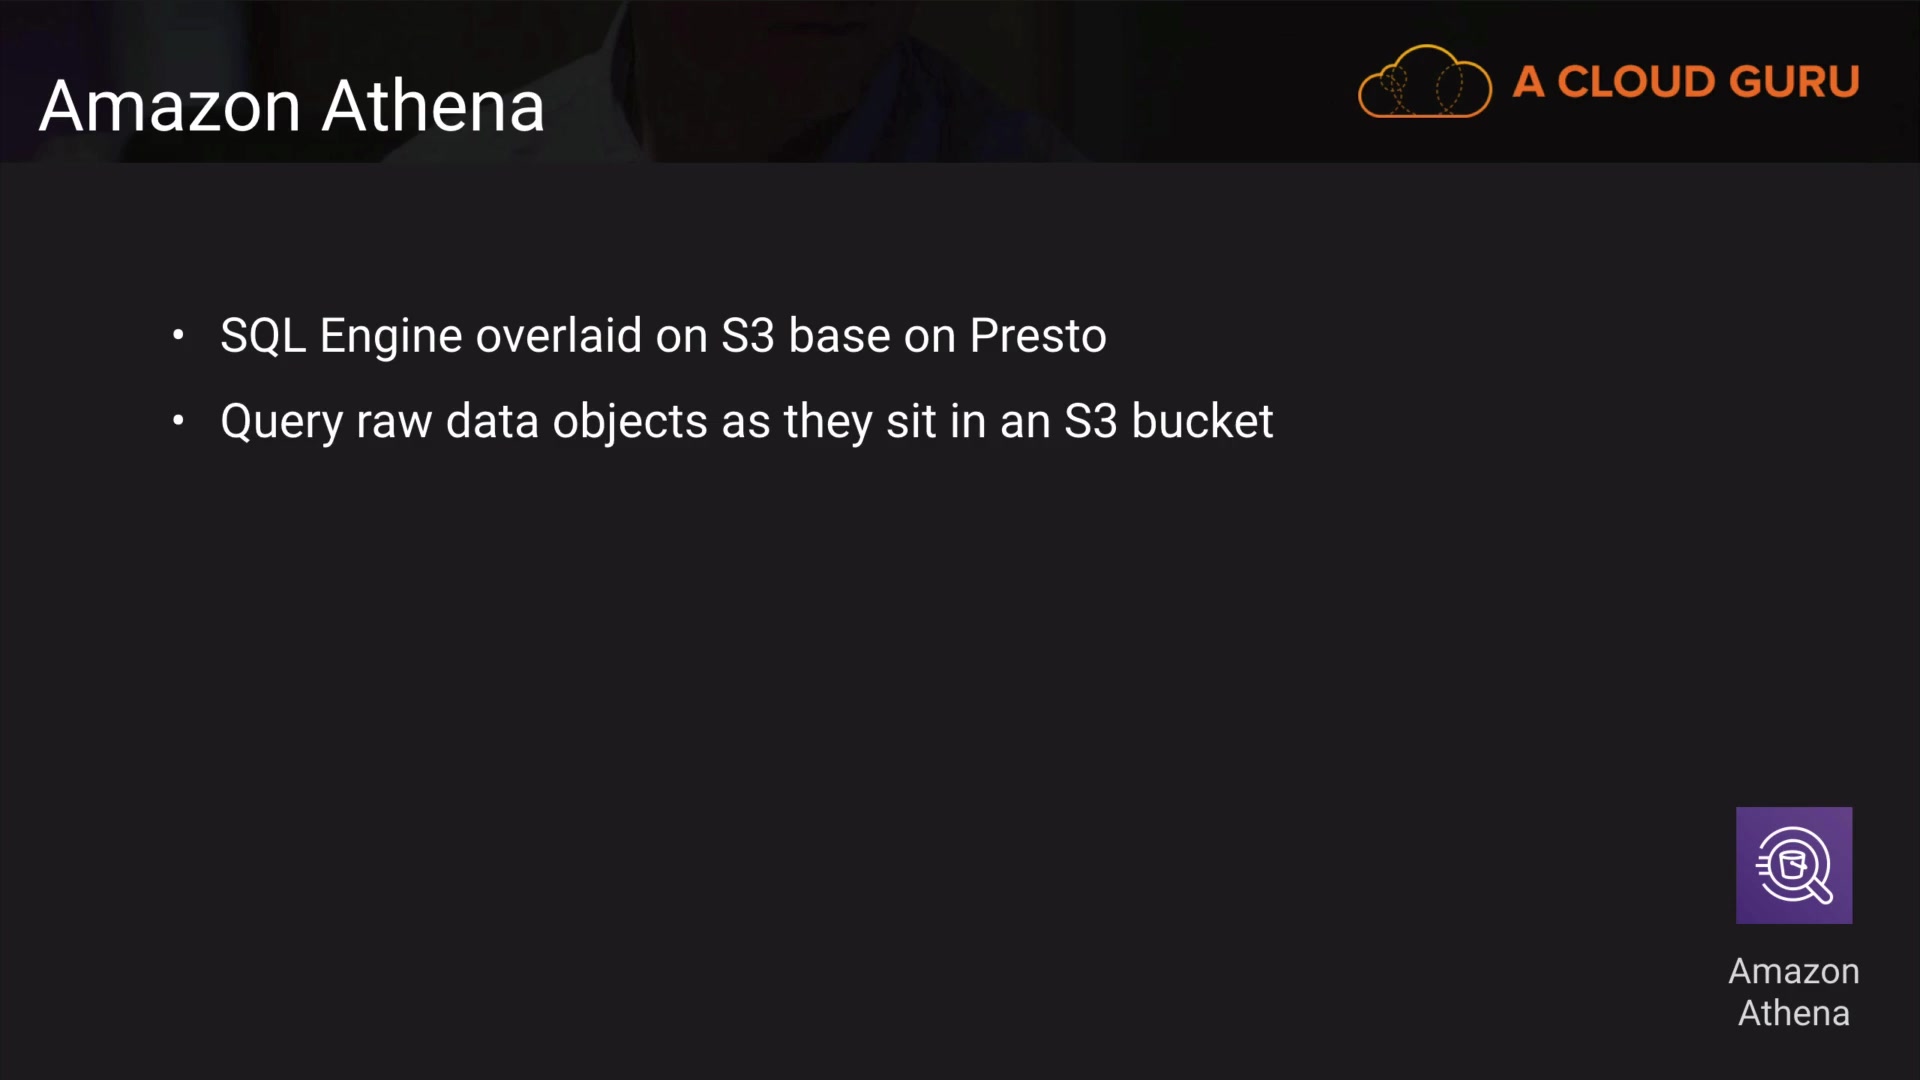 Amazon Athena
A CLOUD GURU
• SQL Engine overlaid on S3 base on Presto
• Query raw data objects as they sit in an S3 bucket
Amazon
Athena